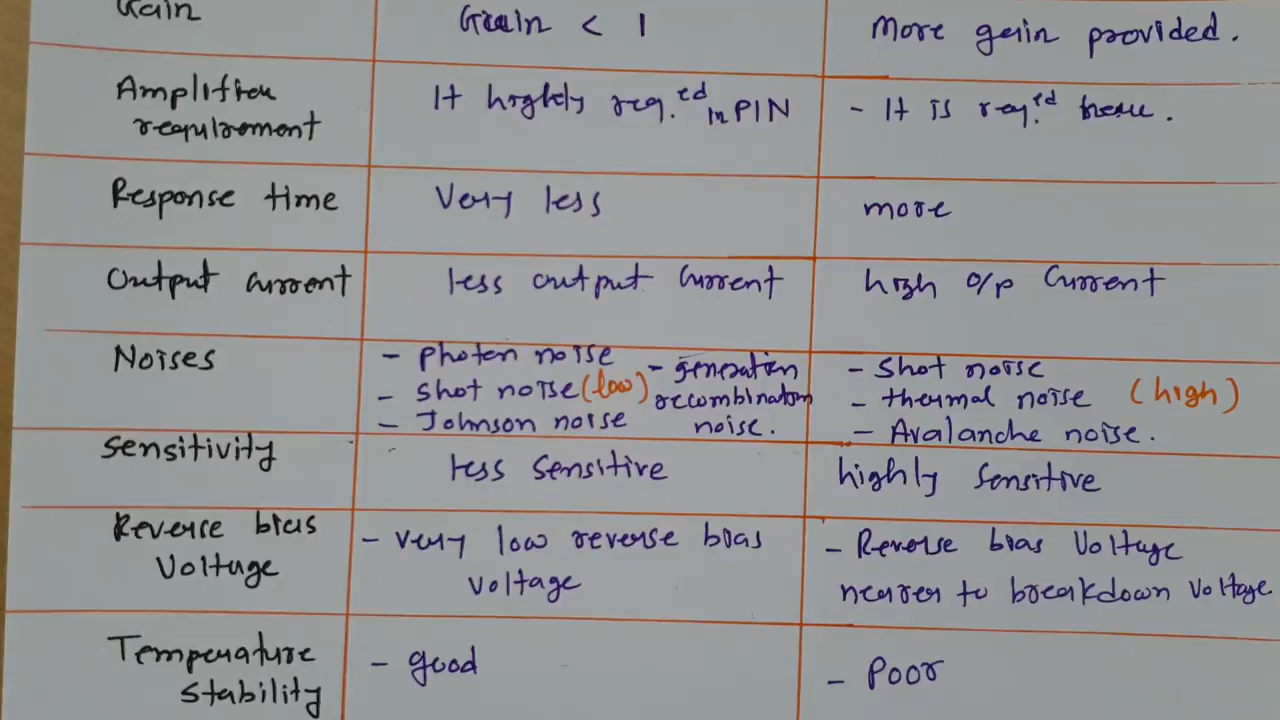 Gain
Gain < 1
More gain provided.
Amplifier requirement
It highly req.ed in PIN
- It is req.ed here.
Response time
Very less
more
Output current
less output current
high o/p current
Noises
- photon noise
- shot noise (low)
- Johnson noise
- generation
recombination
noise.
- Shot noise
- thermal noise (high)
- Avalanche noise.
Sensitivity
less sensitive
highly sensitive
Reverse bias
Voltage
- very low reverse bias
voltage
- Reverse bias voltage
nearer to breakdown voltage
Temperature
stability
- good
- Poor